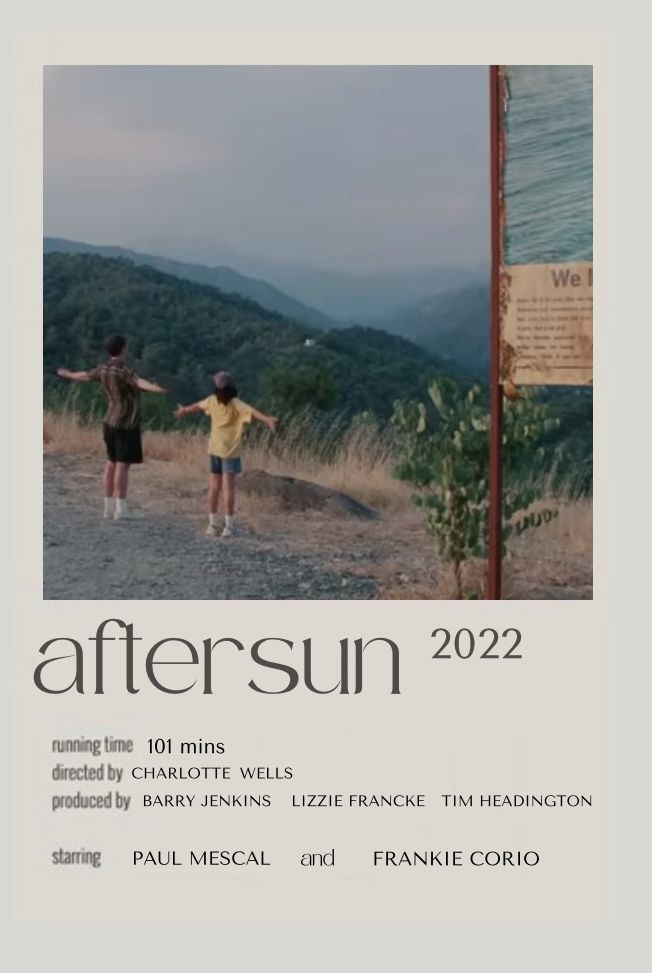 We
aftersun 2022
running time 101 mins
directed by CHARLOTTE WELLS
produced by BARRY JENKINS LIZZIE FRANCKE TIM HEADINGTON
starring PAUL MESCAL and FRANKIE CORIO